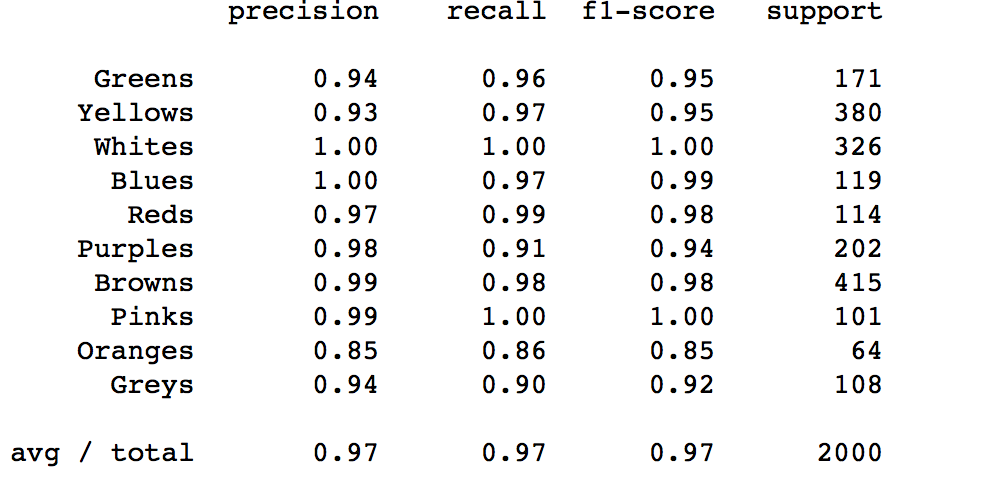 precision recall f1-score support
Greens 0.94 0.96 0.95 171
Yellows 0.93 0.97 0.95 380
Whites 1.00 1.00 1.00 326
Blues 1.00 0.97 0.99 119
Reds 0.97 0.99 0.98 114
Purples 0.98 0.91 0.94 202
Browns 0.99 0.98 0.98 415
Pinks 0.99 1.00 1.00 101
Oranges 0.85 0.86 0.85 64
Greys 0.94 0.90 0.92 108
avg / total 0.97 0.97 0.97 2000